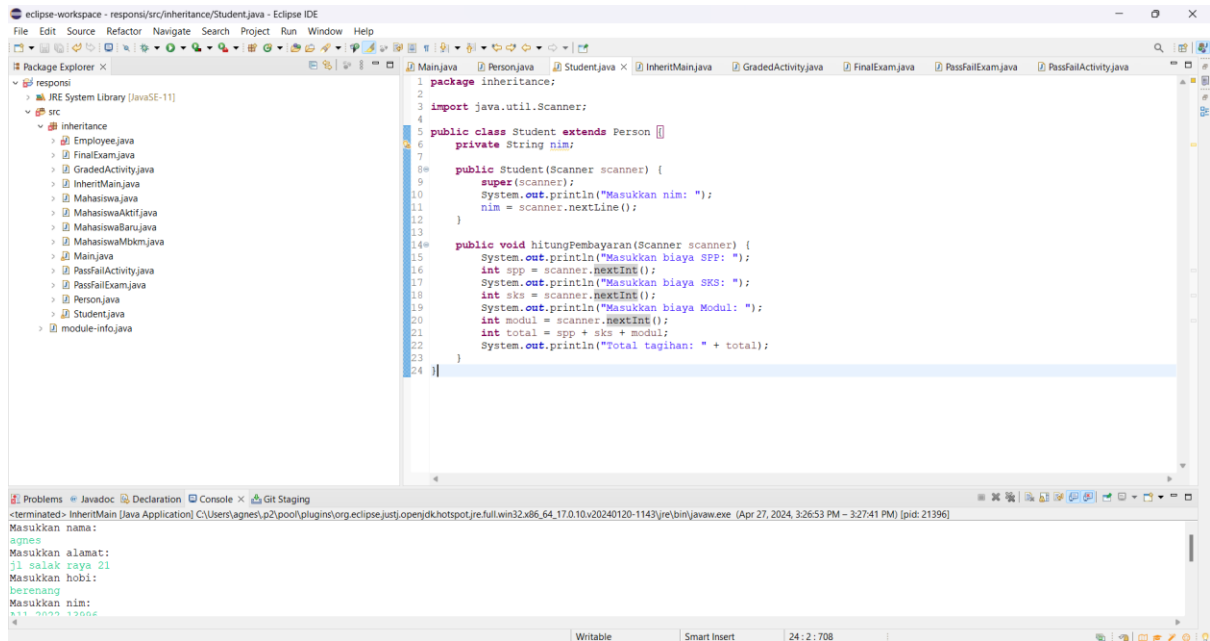 eclipse-workspace - responsi/src/inheritance/Student.java - Eclipse IDE
File Edit Source Refactor Navigate Search Project Run Window Help
Package Explorer
responsi
JRE System Library [JavaSE-11]
src
inheritance
Employee.java
FinalExam.java
GradedActivity.java
InheritMain.java
Mahasiswa.java
MahasiswaAktif.java
MahasiswaBaru.java
MahasiswaMbkm.java
Main.java
PassFailActivity.java
PassFailExam.java
Person.java
Student.java
module-info.java
Main.java Person.java Student.java InheritMain.java GradedActivity.java FinalExam.java PassFailExam.java PassFailActivity.java
1 package inheritance;
2
3 import java.util.Scanner;
4
5 public class Student extends Person {
6 private String nim;
7
8 public Student(Scanner scanner) {
9 super(scanner);
10 System.out.println("Masukkan nim: ");
11 nim = scanner.nextLine();
12 }
13
14 public void hitungPembayaran(Scanner scanner) {
15 System.out.println("Masukkan biaya SPP: ");
16 int spp = scanner.nextInt();
17 System.out.println("Masukkan biaya SKS: ");
18 int sks = scanner.nextInt();
19 System.out.println("Masukkan biaya Modul: ");
20 int modul = scanner.nextInt();
21 int total = spp + sks + modul;
22 System.out.println("Total tagihan: " + total);
23 }
24 }
Problems Javadoc Declaration Console Git Staging
<terminated> InheritMain [Java Application] C:\Users\agnes\.p2\pool\plugins\org.eclipse.justj.openjdk.hotspot.jre.full.win32.x86_64_17.0.10.v20240120-1143\jre\bin\javaw.exe (Apr 27, 2024, 3:26:53 PM – 3:27:41 PM) [pid: 21396]
Masukkan nama:
agnes
Masukkan alamat:
jl salak raya 21
Masukkan hobi:
berenang
Masukkan nim:
Writable Smart Insert 24 : 2 : 708